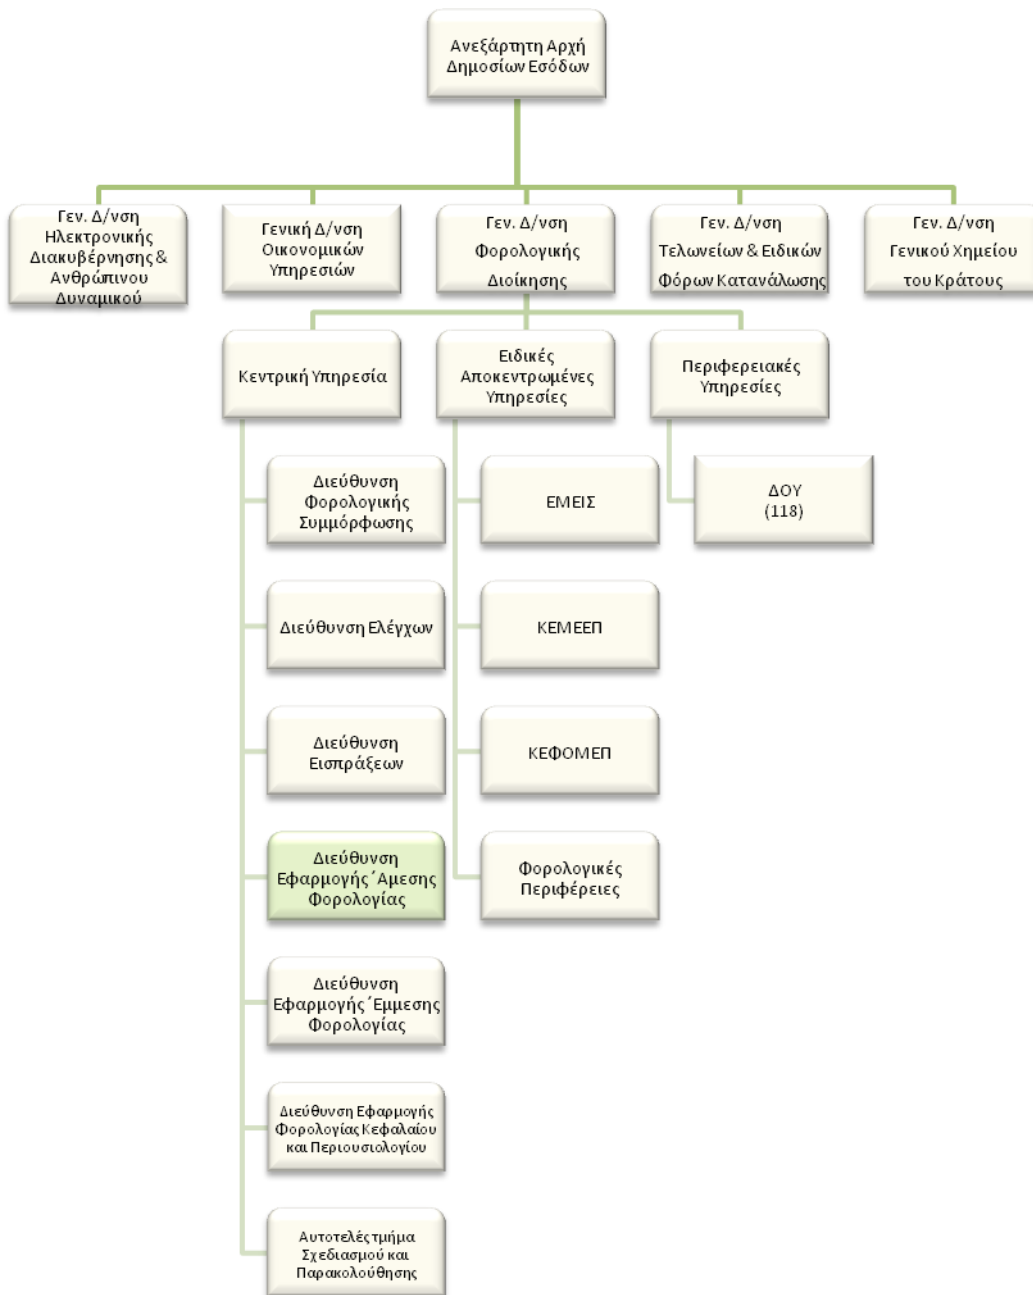 Ανεξάρτητη Αρχή
Δημοσίων Εσόδων
Γεν. Δ/νση
Ηλεκτρονικής
Διακυβέρνησης &
Ανθρώπινου
Δυναμικού
Γενική Δ/νση
Οικονομικών
Υπηρεσιών
Γεν. Δ/νση
Φορολογικής
Διοίκησης
Γεν. Δ/νση
Τελωνείων & Ειδικών
Φόρων Κατανάλωσης
Γεν. Δ/νση
Γενικού Χημείου
του Κράτους
Κεντρική Υπηρεσία
Ειδικές
Αποκεντρωμένες
Υπηρεσίες
Περιφερειακές
Υπηρεσίες
Διεύθυνση
Φορολογικής
Συμμόρφωσης
ΕΜΕΙΣ
ΔΟΥ
(118)
Διεύθυνση Ελέγχων
ΚΕΜΕΕΠ
Διεύθυνση
Εισπράξεων
ΚΕΦΟΜΕΠ
Διεύθυνση
Εφαρμογής ΄Αμεσης
Φορολογίας
Φορολογικές
Περιφέρειες
Διεύθυνση
Εφαρμογής ΄Εμμεσης
Φορολογίας
Διεύθυνση Εφαρμογής
Φορολογίας Κεφαλαίου
και Περιουσιολογίου
Αυτοτελές τμήμα
Σχεδιασμού και
Παρακολούθησης